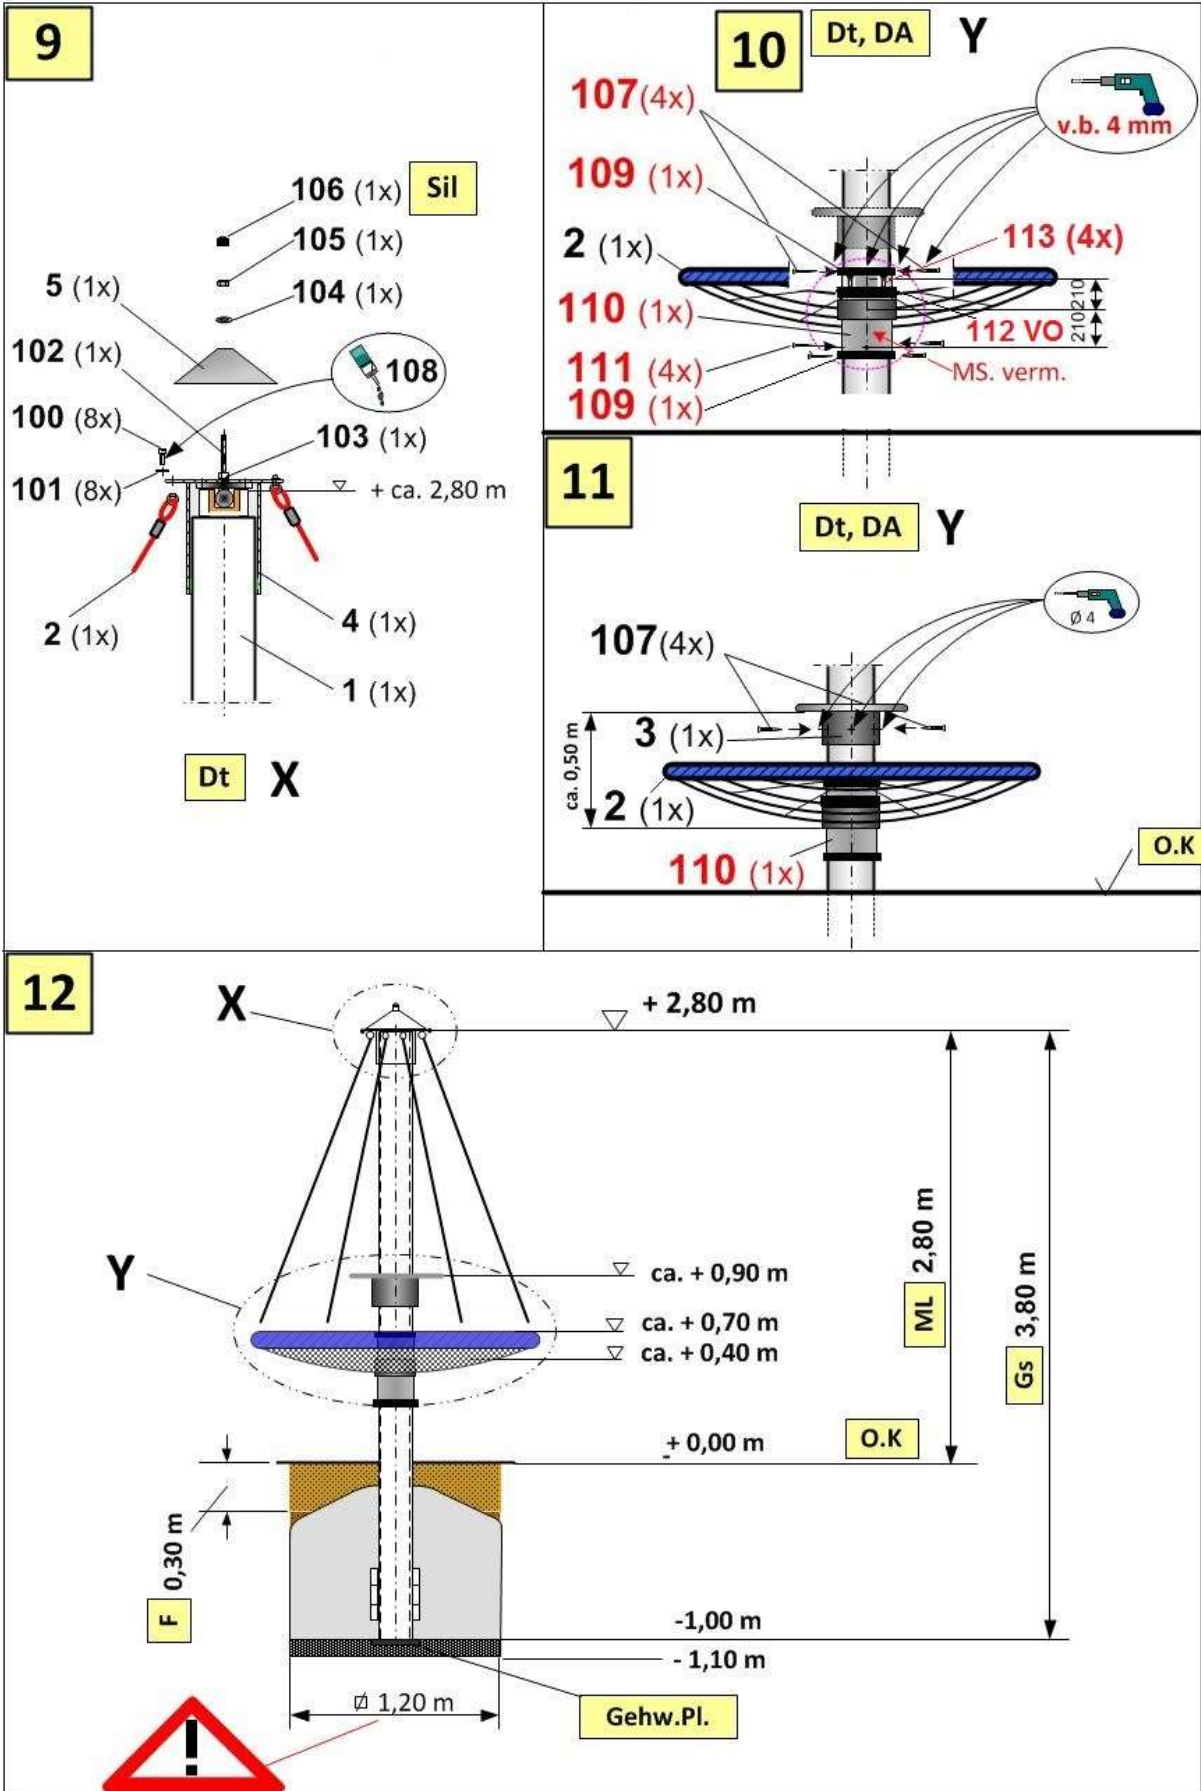 9
106 (1x) Sil
105 (1x)
5 (1x)
104 (1x)
102 (1x)
108
100 (8x)
103 (1x)
101 (8x)
+ ca. 2,80 m
2 (1x)
4 (1x)
1 (1x)
Dt X
10 Dt, DA Y
107(4x)
v.b. 4 mm
109 (1x)
2 (1x)
113 (4x)
210
210
110 (1x)
112 VO
111 (4x)
MS. verm.
109 (1x)
11
Dt, DA Y
Ø 4
107(4x)
3 (1x)
ca. 0,50 m
2 (1x)
110 (1x)
O.K
12
X
+ 2,80 m
Y
ca. + 0,90 m
ca. + 0,70 m
ca. + 0,40 m
ML 2,80 m
Gs 3,80 m
+ 0,00 m
-
O.K
F 0,30 m
-1,00 m
- 1,10 m
1,20 m
Gehw.Pl.
!